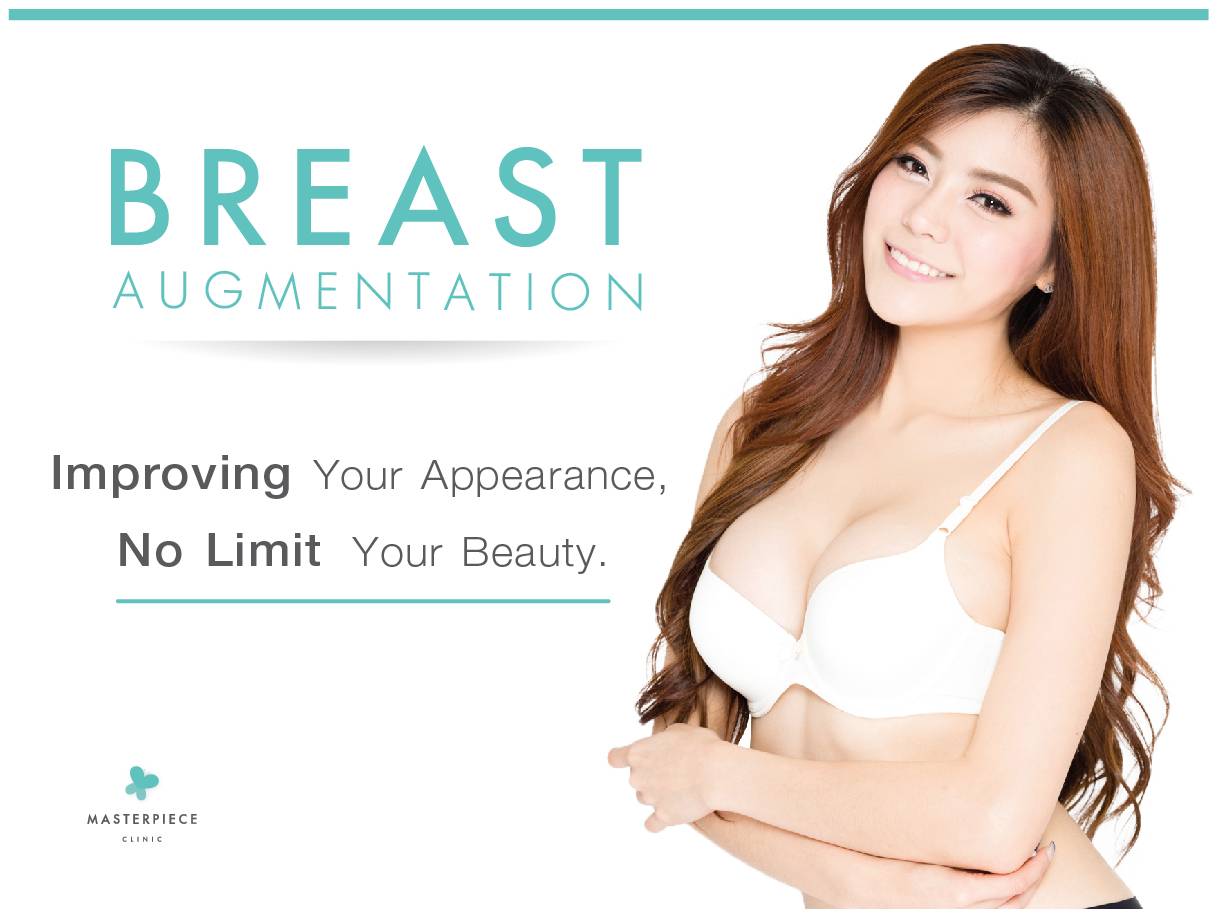 BREAST
AUGMENTATION
Improving Your Appearance,
No Limit Your Beauty.
MASTERPIECE
CLINIC